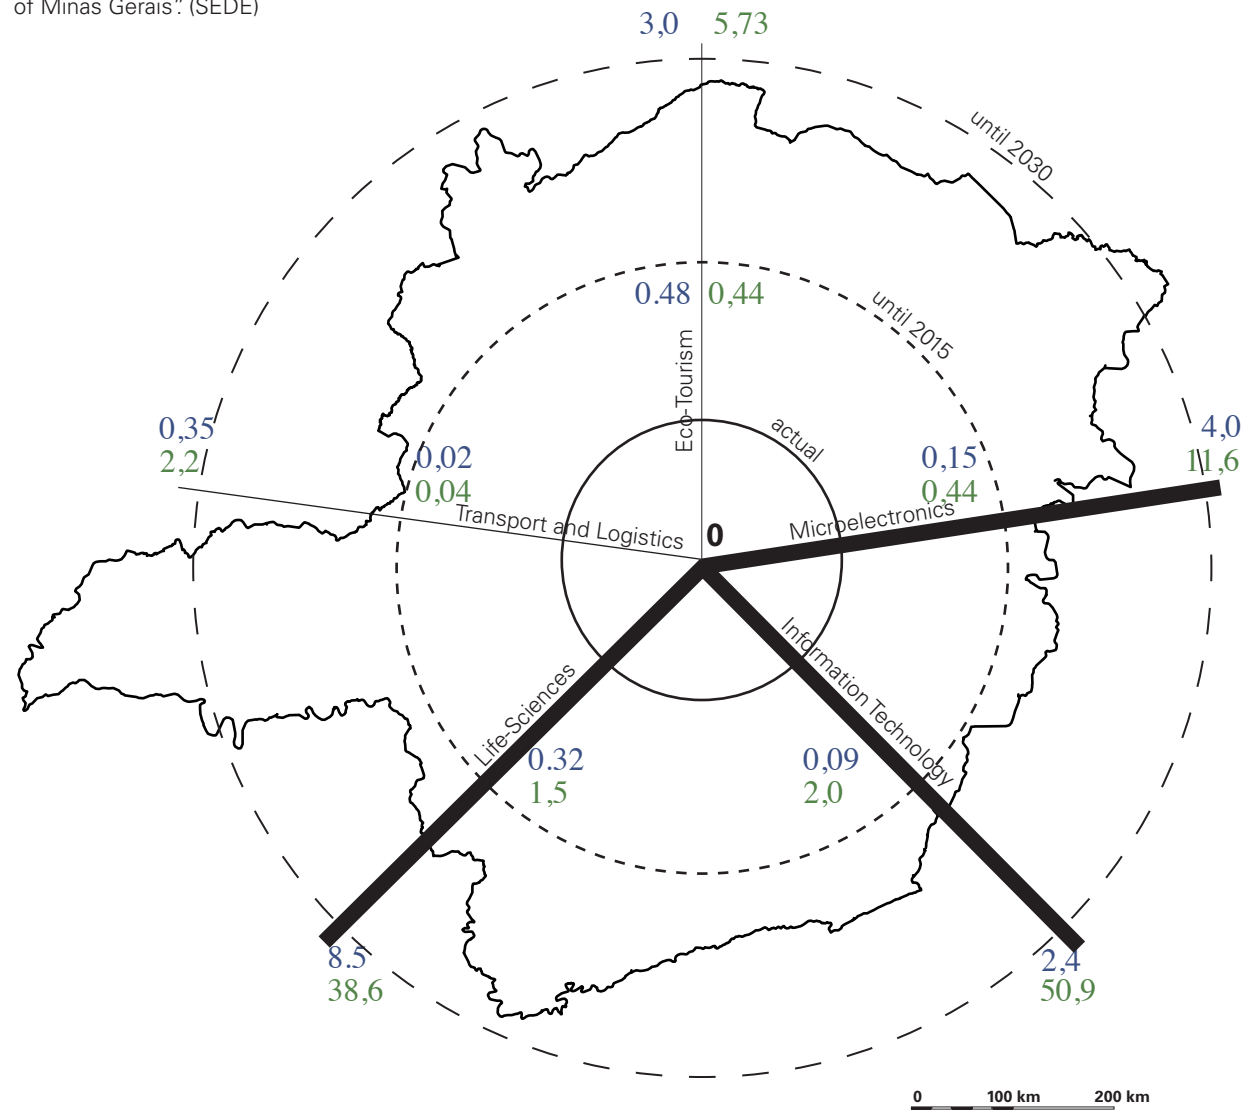 of Minas Gerais.” (SEDE)
3,0 5,73
until 2030
0.48 0,44
until 2015
Eco-Tourism
actual
0,35
2,2
0,02
0,04
0,15
0,44
4,0
11,6
Transport and Logistics
0
Microelectronics
Information Technology
Life-Sciences
0.32
1,5
0,09
2,0
8.5
38,6
2,4
50,9
0 100 km 200 km